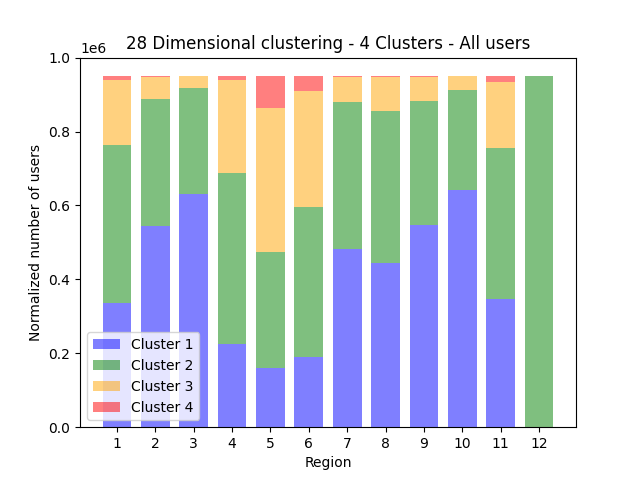 28 Dimensional clustering - 4 Clusters - All users
1e6
1.0
0.8
0.6
0.4
0.2
0.0
Normalized number of users
Cluster 1
Cluster 2
Cluster 3
Cluster 4
1 2 3 4 5 6 7 8 9 10 11 12
Region